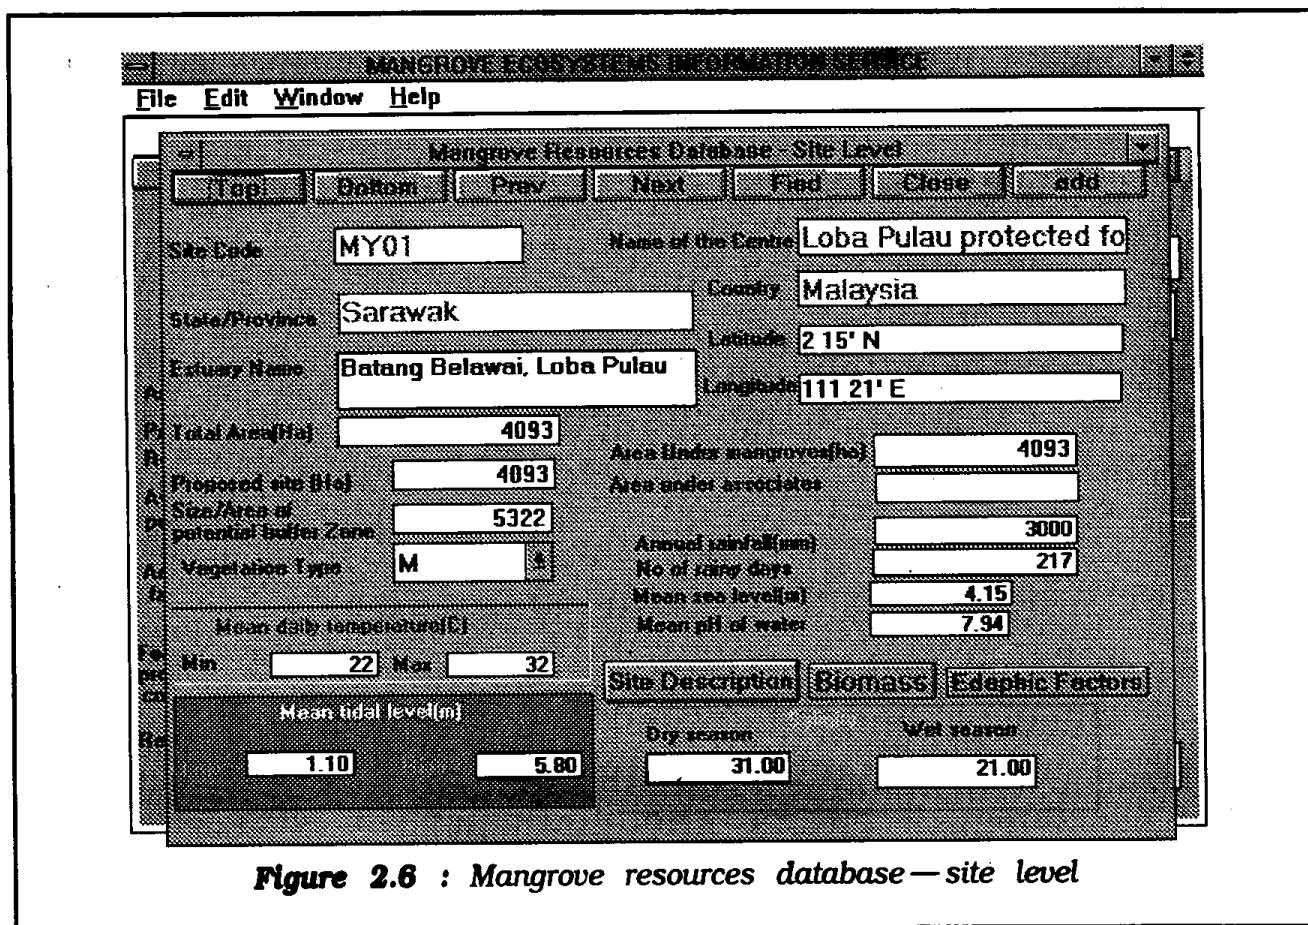 MANGROVE ECOSYSTEMS INFORMATION SERVICE
File Edit Window Help
Mangrove Resources Database - Site Level
Top Bottom Prev Next Find Close add
Site Code MY01 Name of the Centre Loba Pulau protected fo
Country Malaysia
State/Province Sarawak
Latitude 2 15' N
Estuary Name Batang Belawai, Loba Pulau
Longitude 111 21' E
Total Area(Ha) 4093
Area Under mangroves(ha) 4093
Proposed site (Ha) 4093
Area under associates
Size/Area of
potential buffer Zone 5322
Annual rainfall(mm) 3000
Vegetation Type M
No of rainy days 217
Mean sea level(m) 4.15
Mean daily temperature(C)
Mean pH of water 7.94
Min 22 Max 32
Site Description Biomass Edaphic Factors
Mean tidal level(m)
Dry season Wet season
1.10 5.80 31.00 21.00
Figure 2.6 : Mangrove resources database — site level